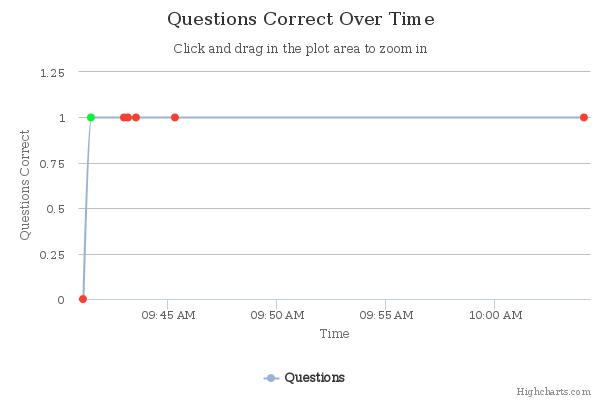 Questions Correct Over Time
Click and drag in the plot area to zoom in
Questions Correct
1.25
1
0.75
0.5
0.25
0
09:45 AM
09:50 AM
09:55 AM
10:00 AM
Time
Questions
Highcharts.com